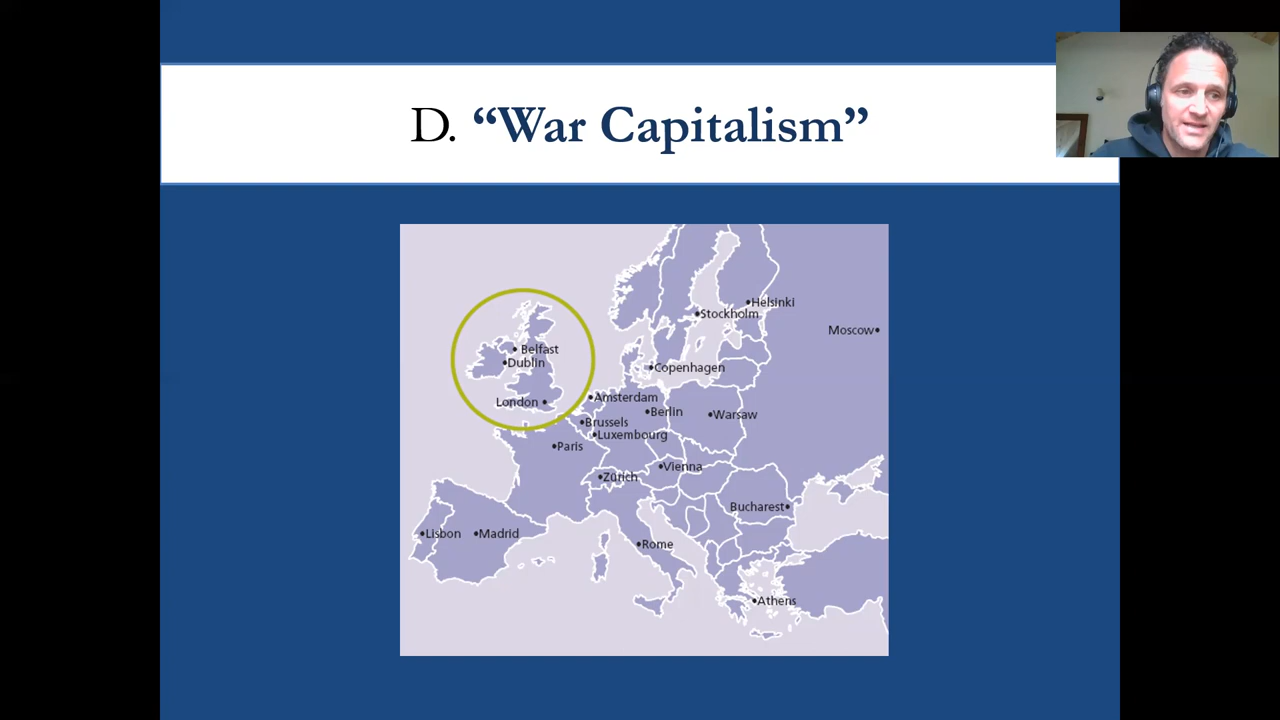 D. “War Capitalism”
Helsinki
Stockholm
Moscow
Belfast
Dublin
Copenhagen
London
Amsterdam
Berlin
Warsaw
Brussels
Luxembourg
Paris
Vienna
Zürich
Bucharest
Lisbon
Madrid
Rome
Athens